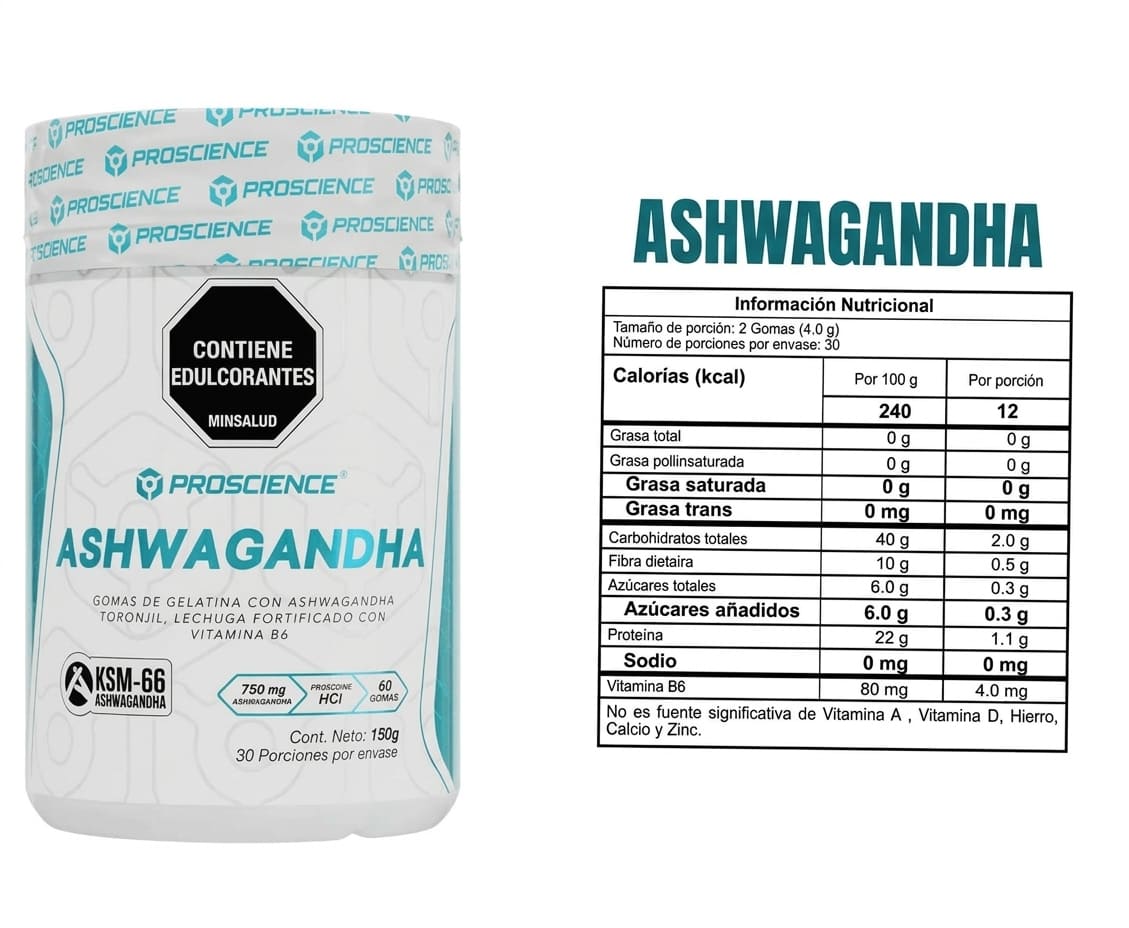 PROSCIENCE PROSCIENCE
PROSCIENCE PROSCIENCE PROSCIENCE
PROSCIENCE PROSCIENCE
PROSCIENCE PROSCIENCE
PROSCIENCE
CONTIENE
EDULCORANTES
MINSALUD
PROSCIENCE®
ASHWAGANDHA
GOMAS DE GELATINA CON ASHWAGANDHA
TORONJIL, LECHUGA FORTIFICADO CON
VITAMINA B6
KSM-66
ASHWAGANDHA
750 mg
ASHWAGANDHA
HCI
60
GOMAS
Cont. Neto: 150g
30 Porciones por envase
ASHWAGANDHA
Información Nutricional
Tamaño de porción: 2 Gomas (4.0 g)
Número de porciones por envase: 30
Calorías (kcal) Por 100 g Por porción
240 12
Grasa total 0 g 0 g
Grasa pollinsaturada 0 g 0 g
Grasa saturada 0 g 0 g
Grasa trans 0 mg 0 mg
Carbohidratos totales 40 g 2.0 g
Fibra dietaira 10 g 0.5 g
Azúcares totales 6.0 g 0.3 g
Azúcares añadidos 6.0 g 0.3 g
Proteina 22 g 1.1 g
Sodio 0 mg 0 mg
Vitamina B6 80 mg 4.0 mg
No es fuente significativa de Vitamina A , Vitamina D, Hierro,
Calcio y Zinc.